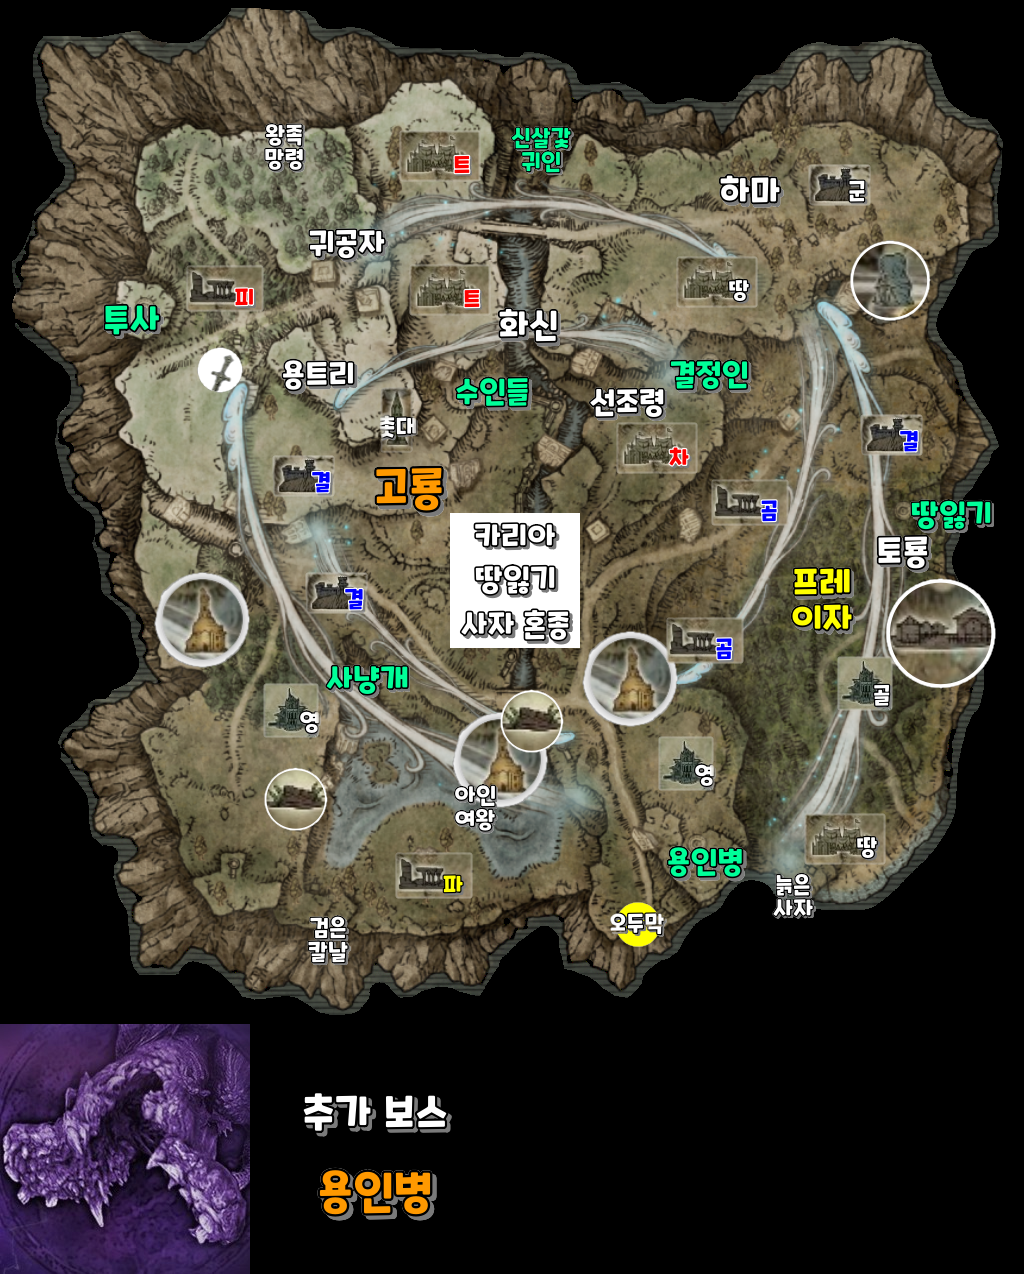 왕족
망령
트
신살갗
귀인
하마
군
귀공자
피
트
땅
투사
화신
용트리
수인들
결정인
선조령
촛대
차
결
결
고룡
곰
땅잃기
토룡
카리아
땅잃기
사자 혼종
프레
이자
결
곰
사냥개
골
영
영
아인
여왕
땅
용인병
파
늙은
사자
오두막
검은
칼날
추가 보스
용인병